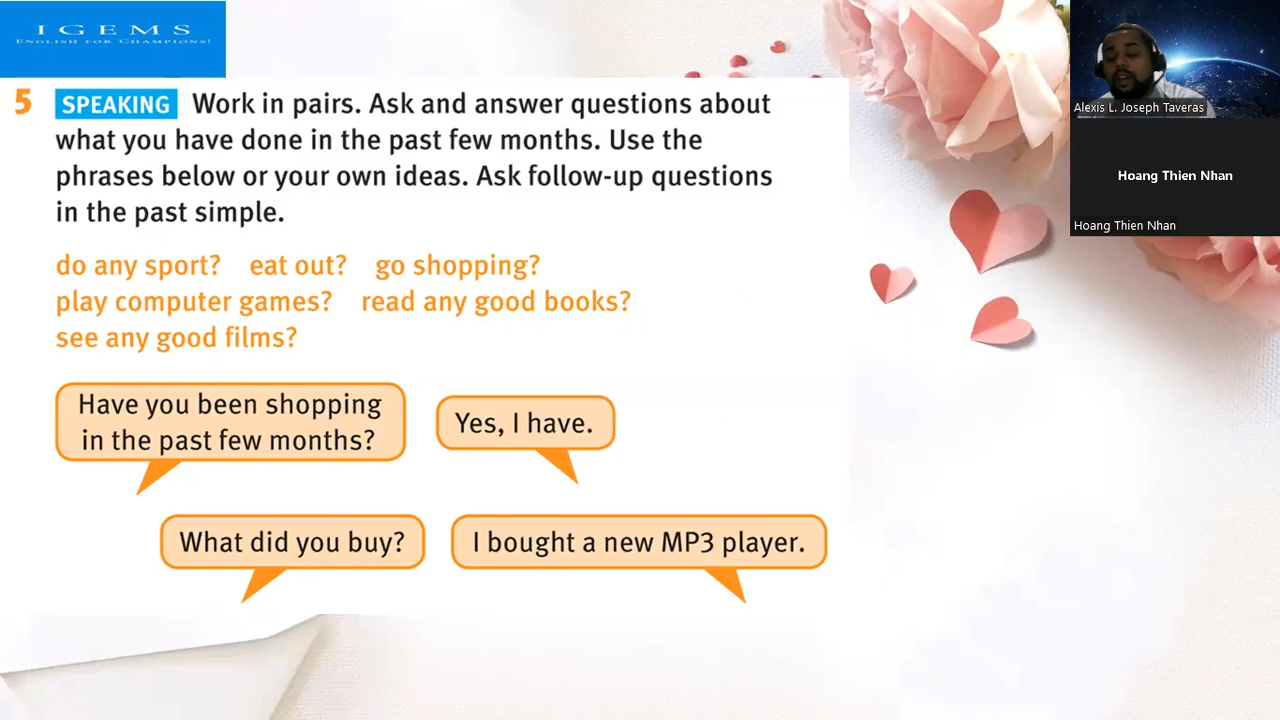 IGEMS
ENGLISH FOR CHAMPIONS!
5 SPEAKING Work in pairs. Ask and answer questions about
what you have done in the past few months. Use the
phrases below or your own ideas. Ask follow-up questions
in the past simple.
do any sport? eat out? go shopping?
play computer games? read any good books?
see any good films?
Have you been shopping
in the past few months?
Yes, I have.
What did you buy?
I bought a new MP3 player.
Alexis L. Joseph Taveras
Hoang Thien Nhan
Hoang Thien Nhan